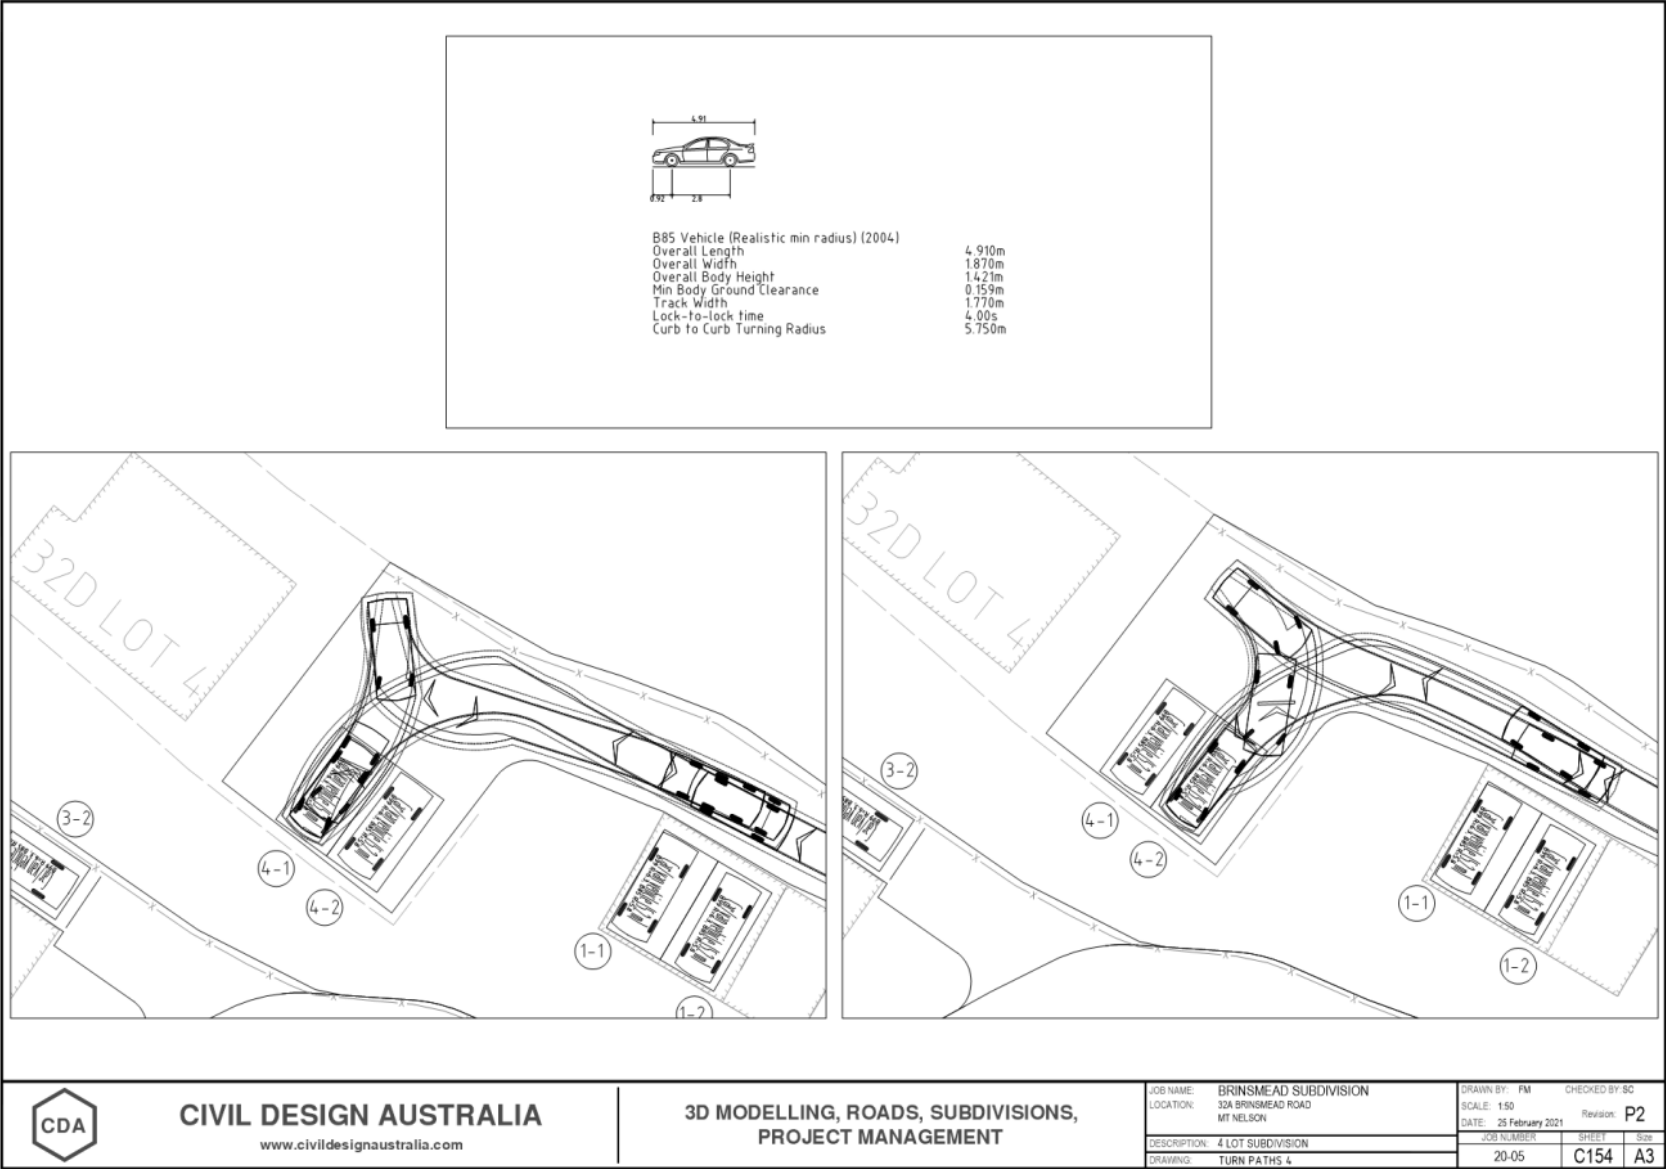 4.91
0.92 2.8
B85 Vehicle (Realistic min radius) (2004)
Overall Length 4.910m
Overall Width 1.870m
Overall Body Height 1.421m
Min Body Ground Clearance 0.159m
Track Width 1.770m
Lock-to-lock time 4.00s
Curb to Curb Turning Radius 5.750m
32D LOT 4
3-2
4-1
4-2
1-1
1-2
32D LOT 4
3-2
4-1
4-2
1-1
1-2
CDA
CIVIL DESIGN AUSTRALIA
www.civildesignaustralia.com
3D MODELLING, ROADS, SUBDIVISIONS,
PROJECT MANAGEMENT
JOB NAME: BRINSMEAD SUBDIVISION
LOCATION: 32A BRINSMEAD ROAD
MT NELSON
DESCRIPTION: 4 LOT SUBDIVISION
DRAWING: TURN PATHS 4
DRAWN BY: FM CHECKED BY: SC
SCALE: 1:50
Revision: P2
DATE: 25 February 2021
JOB NUMBER SHEET Size
20-05 C154 A3